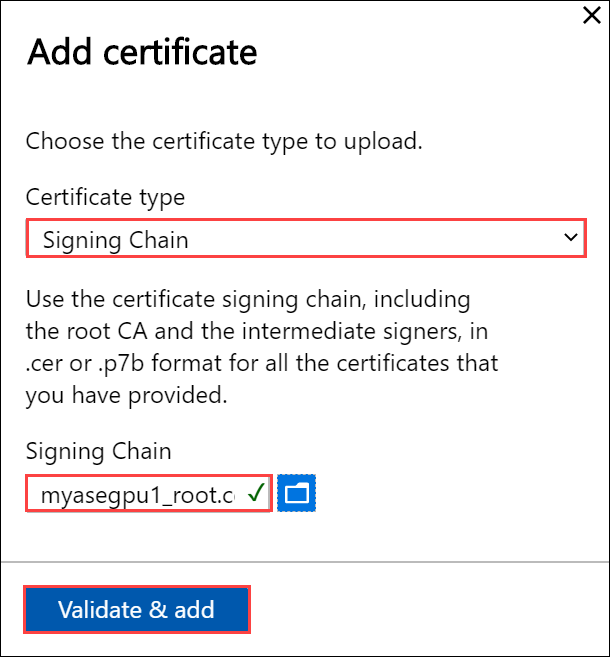 Add certificate
Choose the certificate type to upload.
Certificate type
Signing Chain
Use the certificate signing chain, including
the root CA and the intermediate signers, in
.cer or .p7b format for all the certificates that
you have provided.
Signing Chain
myasegpu1_root.c
Validate & add